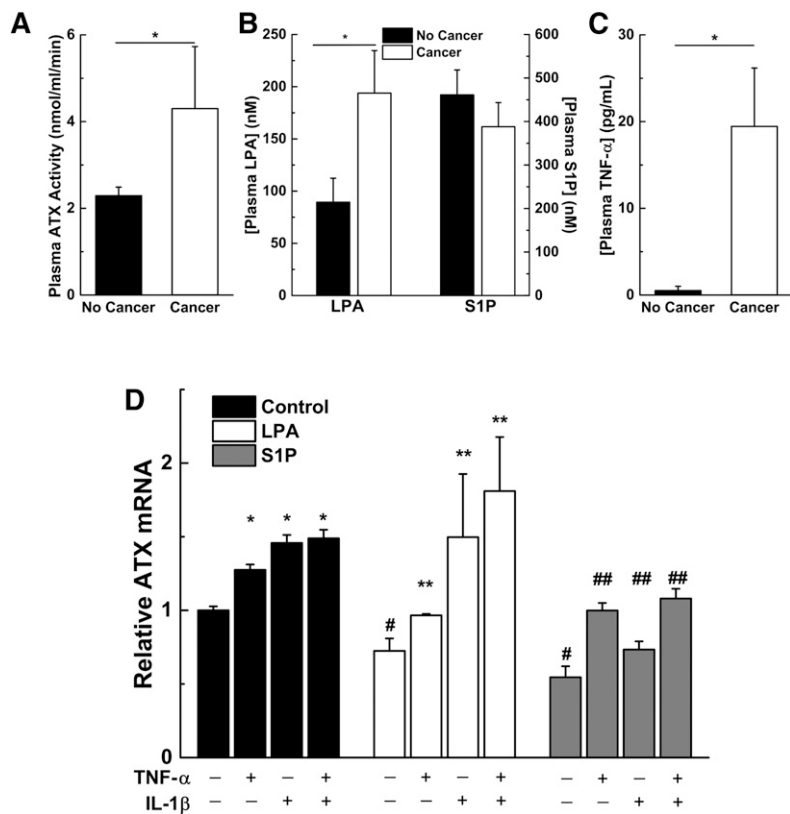 A
B
C
*
6
4
2
0
Plasma ATX Activity (nmol/ml/min)
No Cancer Cancer
*
No Cancer
Cancer
250
200
150
100
50
0
[Plasma LPA] (nM)
600
500
400
300
200
100
0
[Plasma S1P]
(nM)
LPA S1P
*
30
20
10
0
[Plasma TNF-α] (pg/mL)
No Cancer Cancer
D
Control
LPA
S1P
2
1
0
Relative ATX mRNA
* * *
# ** ** **
# ## ## ##
TNF-α − + − + − + − + − + − +
IL-1β − − + + − − + + − − + +